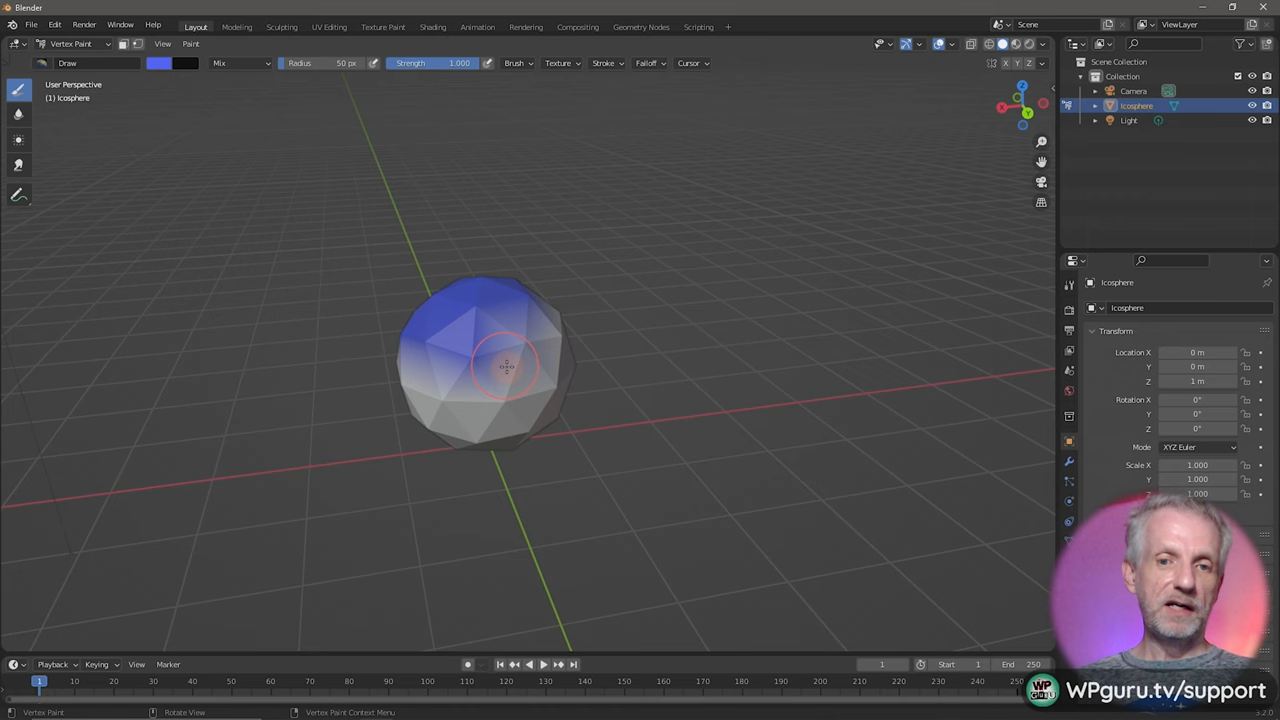 Blender
File Edit Render Window Help Layout Modeling Sculpting UV Editing Texture Paint Shading Animation Rendering Compositing Geometry Nodes Scripting + Scene ViewLayer
Vertex Paint View Paint
Draw Mix Radius 50 px Strength 1.000 Brush Texture Stroke Falloff Cursor X Y Z
User Perspective
(1) Icosphere
Scene Collection
Collection
Camera
Icosphere
Light
X Y Z
Icosphere
Icosphere
Transform
Location X 0 m
Y 0 m
Z 1 m
Rotation X 0°
Y 0°
Z 0°
Mode XYZ Euler
Scale X 1.000
Y 1.000
Z 1.000
Playback Keying View Marker 1 Start 1 End 250
1 10 20 30 40 50 60 70 80 90 100 110 120 130 140 150 160 170 180 190 200 210 220 230 240 250
Vertex Paint Rotate View Vertex Paint Context Menu 3.2.0
WP GURU WPguru.tv/support